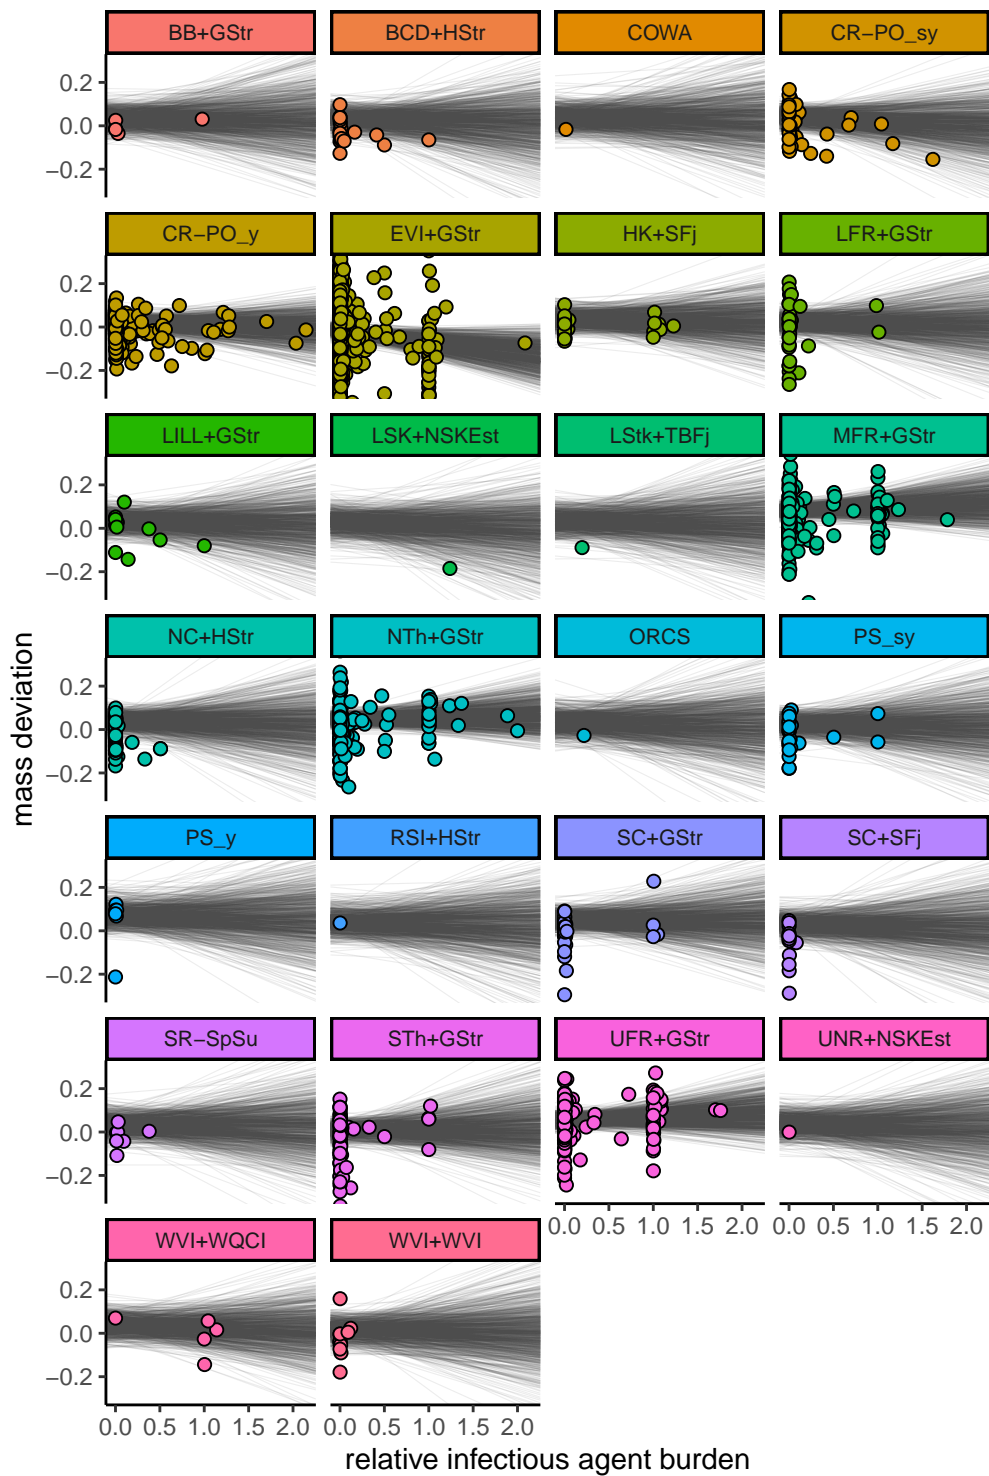 BB+GStr BCD+HStr COWA CR−PO_sy
0.2
0.0
−0.2
CR−PO_y EVI+GStr HK+SFj LFR+GStr
0.2
0.0
−0.2
LILL+GStr LSK+NSKEst LStk+TBFj MFR+GStr
0.2
0.0
−0.2
NC+HStr NTh+GStr ORCS PS_sy
0.2
0.0
−0.2
mass deviation
PS_y RSI+HStr SC+GStr SC+SFj
0.2
0.0
−0.2
SR−SpSu STh+GStr UFR+GStr UNR+NSKEst
0.2
0.0
−0.2
0.0 0.5 1.0 1.5 2.0 0.0 0.5 1.0 1.5 2.0
WVI+WQCI WVI+WVI
0.2
0.0
−0.2
0.0 0.5 1.0 1.5 2.0 0.0 0.5 1.0 1.5 2.0
relative infectious agent burden